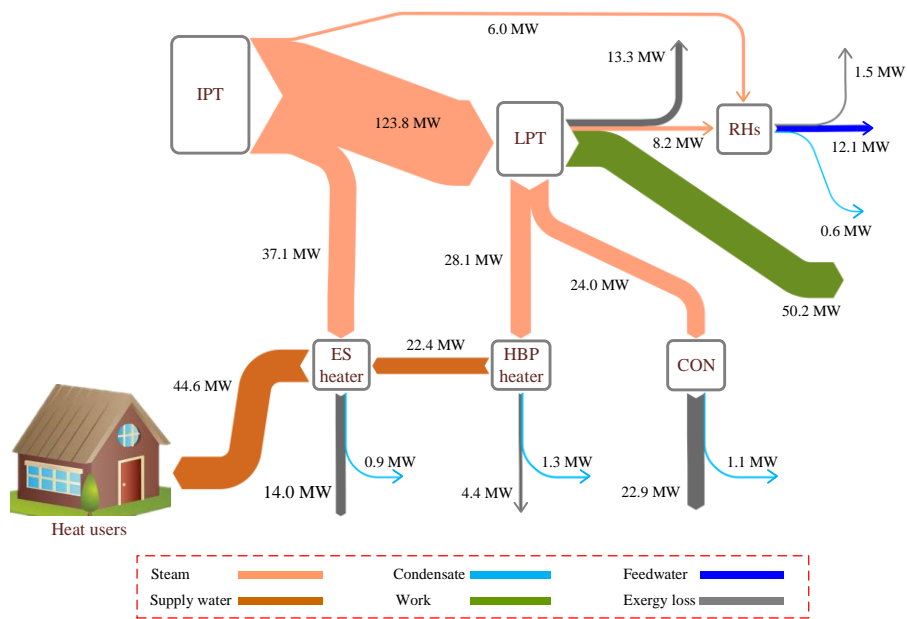 6.0 MW
13.3 MW
1.5 MW
IPT
123.8 MW
LPT
8.2 MW
RHs
12.1 MW
0.6 MW
37.1 MW
28.1 MW
24.0 MW
50.2 MW
44.6 MW
ES
heater
22.4 MW
HBP
heater
CON
0.9 MW
1.3 MW
1.1 MW
14.0 MW
4.4 MW
22.9 MW
Heat users
Steam
Condensate
Feedwater
Supply water
Work
Exergy loss